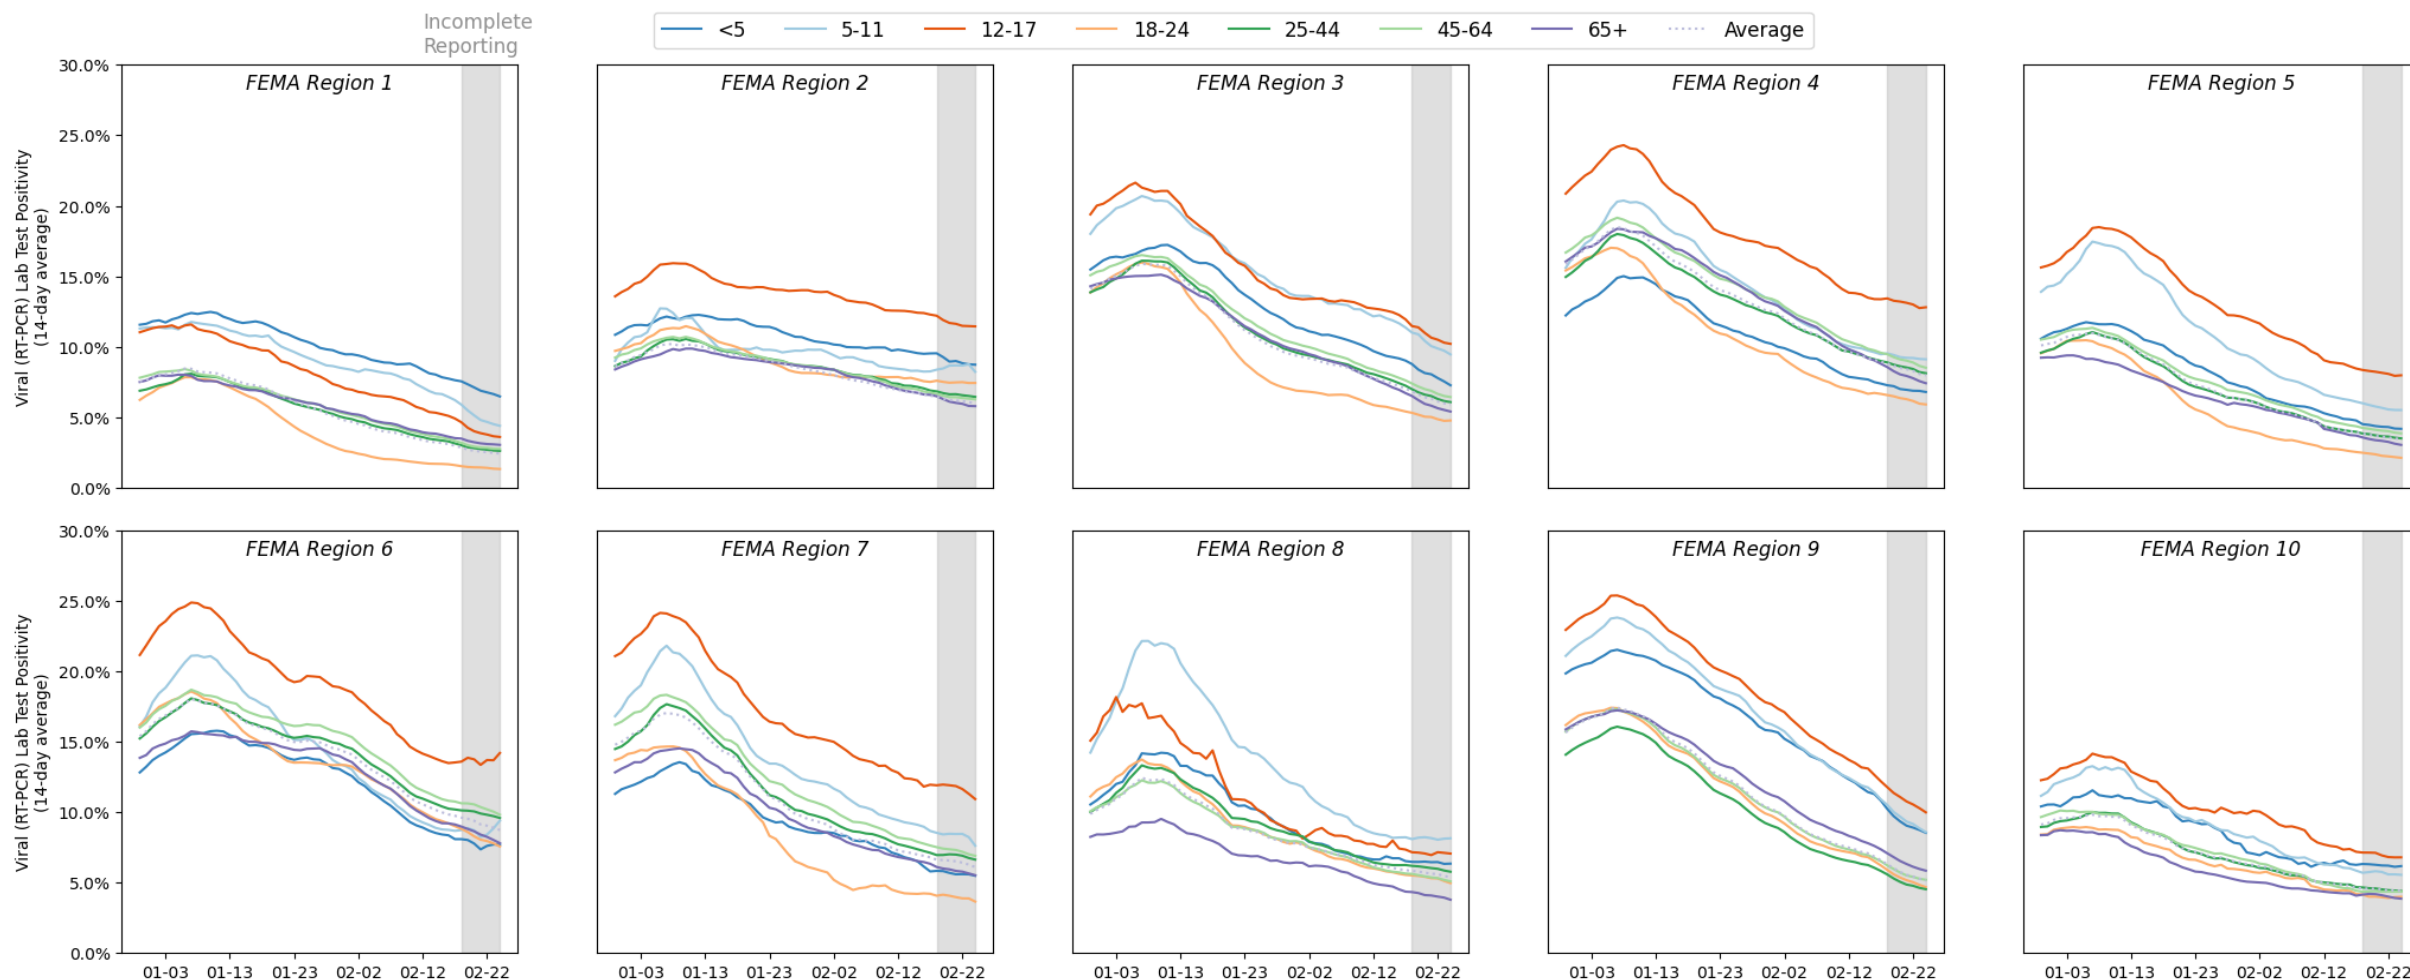 Incomplete
Reporting
<5 5-11 12-17 18-24 25-44 45-64 65+ Average
Viral (RT-PCR) Lab Test Positivity
(14-day average)
30.0%
25.0%
20.0%
15.0%
10.0%
5.0%
0.0%
FEMA Region 1
FEMA Region 2
FEMA Region 3
FEMA Region 4
FEMA Region 5
Viral (RT-PCR) Lab Test Positivity
(14-day average)
30.0%
25.0%
20.0%
15.0%
10.0%
5.0%
0.0%
FEMA Region 6
FEMA Region 7
FEMA Region 8
FEMA Region 9
FEMA Region 10
01-03 01-13 01-23 02-02 02-12 02-22
01-03 01-13 01-23 02-02 02-12 02-22
01-03 01-13 01-23 02-02 02-12 02-22
01-03 01-13 01-23 02-02 02-12 02-22
01-03 01-13 01-23 02-02 02-12 02-22